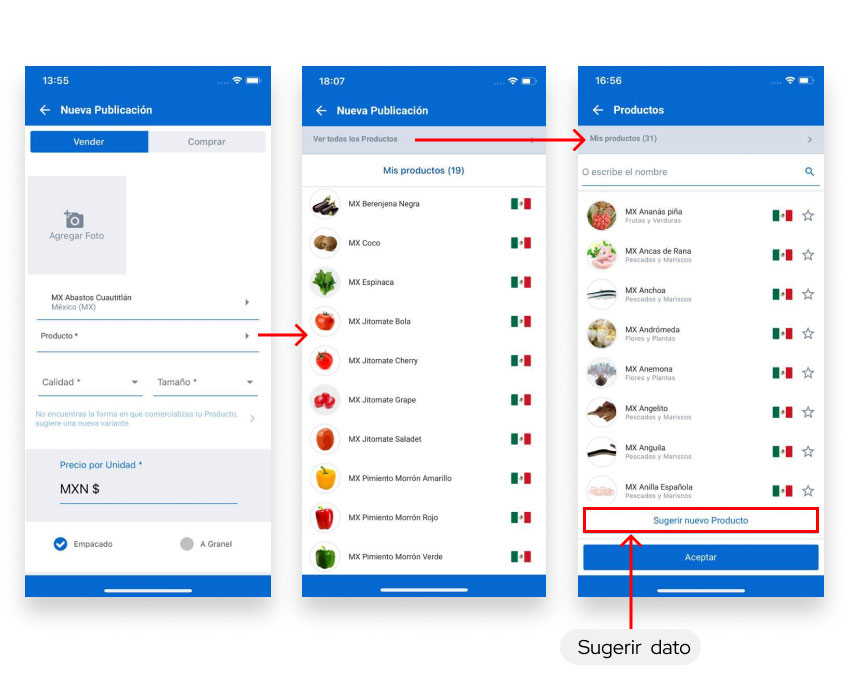 13:55
Nueva Publicación
Vender
Comprar
Agregar Foto
MX Abastos Cuautitlán
México (MX)
Producto *
Calidad *
Tamaño *
No encuentras la forma en que comercializas tu Producto,
sugiere una nueva variante
Precio por Unidad *
MXN $
Empacado
A Granel
18:07
Nueva Publicación
Ver todos los Productos
Mis productos (19)
MX Berenjena Negra
MX Coco
MX Espinaca
MX Jitomate Bola
MX Jitomate Cherry
MX Jitomate Grape
MX Jitomate Saladet
MX Pimiento Morrón Amarillo
MX Pimiento Morrón Rojo
MX Pimiento Morrón Verde
16:56
Productos
Mis productos (31)
O escribe el nombre
MX Ananás piña
Frutas y Verduras
MX Ancas de Rana
Pescados y Mariscos
MX Anchoa
Pescados y Mariscos
MX Andrómeda
Flores y Plantas
MX Anemona
Flores y Plantas
MX Angelito
Pescados y Mariscos
MX Anguila
Pescados y Mariscos
MX Anilla Española
Pescados y Mariscos
Sugerir nuevo Producto
Aceptar
Sugerir dato